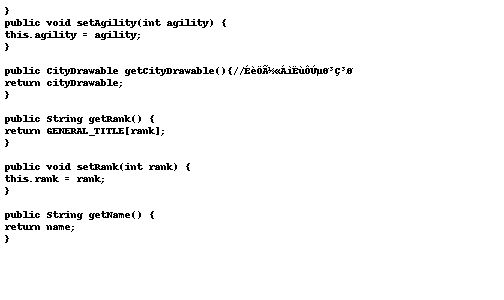 }
public void setAgility(int agility) {
this.agility = agility;
}
public CityDrawable getCityDrawable(){//ÉèÖÃ½«ÁìËùÔÚµØ³Ç³Ø
return cityDrawable;
}
public String getRank() {
return GENERAL_TITLE[rank];
}
public void setRank(int rank) {
this.rank = rank;
}
public String getName() {
return name;
}